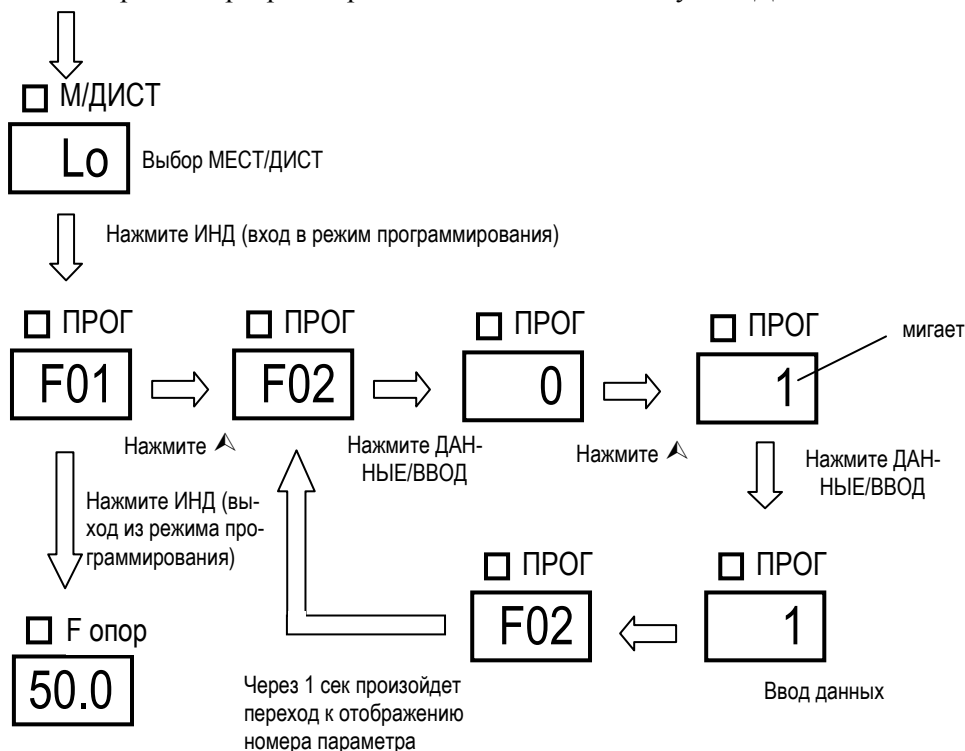 М/ДИСТ
Lo
Выбор МЕСТ/ДИСТ
Нажмите ИНД (вход в режим программирования)
ПРОГ
ПРОГ
ПРОГ
ПРОГ
мигает
F01
F02
0
1
Нажмите
Нажмите ДАН-
НЫЕ/ВВОД
Нажмите
Нажмите ДАН-
НЫЕ/ВВОД
Нажмите ИНД (вы-
ход из режима про-
граммирования)
ПРОГ
ПРОГ
F02
1
F опор
50.0
Через 1 сек произойдет
переход к отображению
номера параметра
Ввод данных